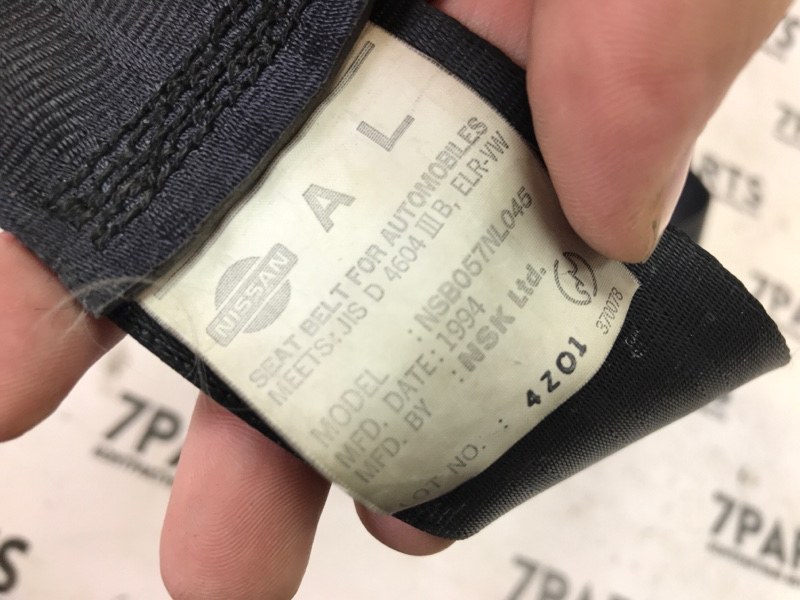 A L
NISSAN
SEAT BELT FOR AUTOMOBILES
MEETS: JIS D 4604 III B, ELR-VW
MODEL : NSB057NL045
MFD. DATE: 1994
MFD. BY : NSK Ltd.
LOT NO. : 4Z01
370078
7PARTS
7PAR
7PA